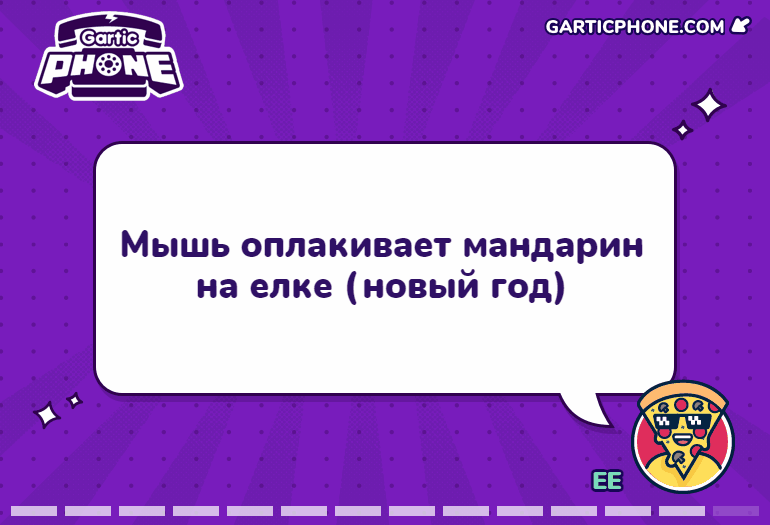 Gartic
PHONE
GARTICPHONE.COM
Мышь оплакивает мандарин
на елке (новый год)
EE